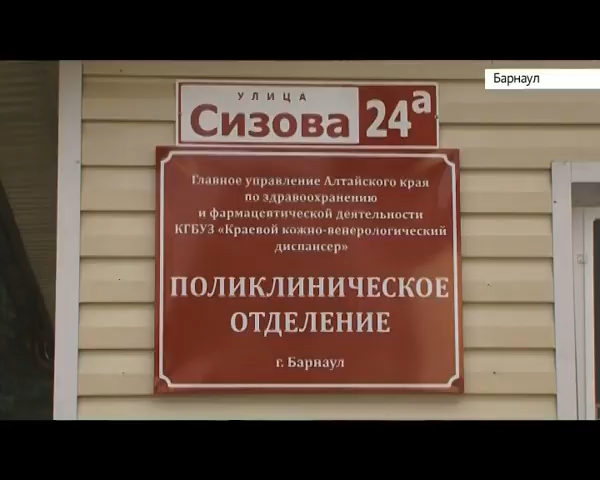 Барнаул
УЛИЦА
Сизова 24а
Главное управление Алтайского края
по здравоохранению
и фармацевтической деятельности
КГБУЗ «Краевой кожно-венерологический
диспансер»
ПОЛИКЛИНИЧЕСКОЕ
ОТДЕЛЕНИЕ
г. Барнаул